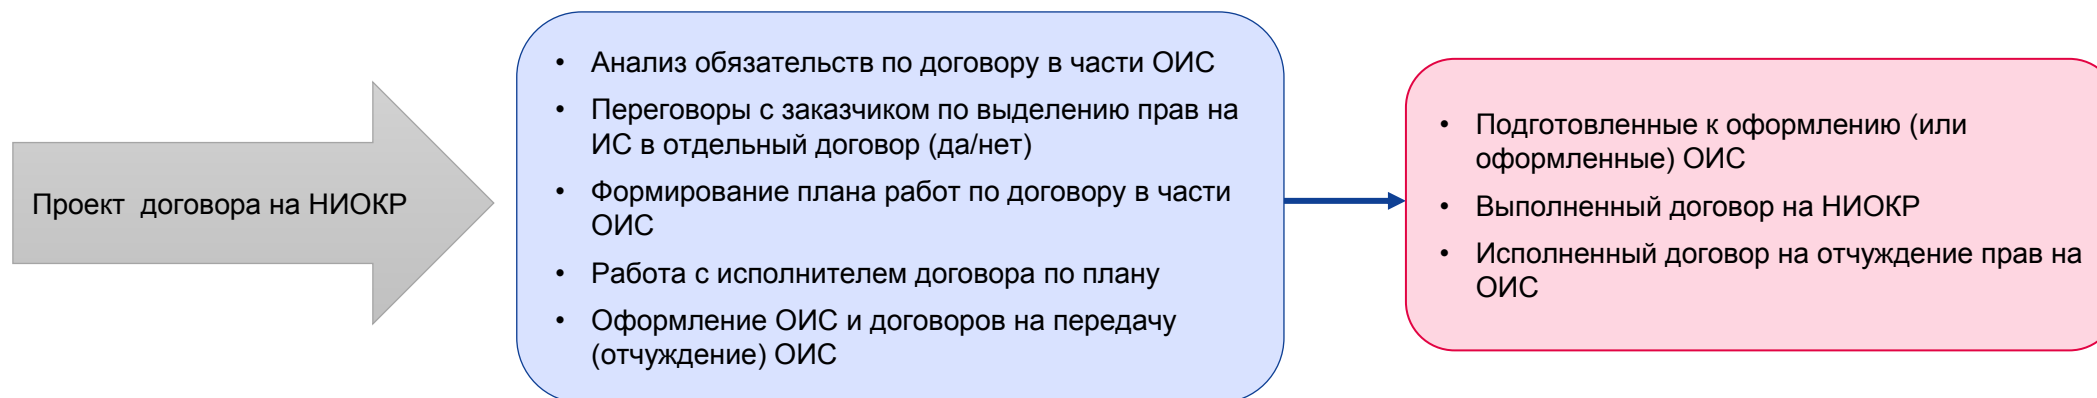 Проект договора на НИОКР
• Анализ обязательств по договору в части ОИС
• Переговоры с заказчиком по выделению прав на
ИС в отдельный договор (да/нет)
• Формирование плана работ по договору в части
ОИС
• Работа с исполнителем договора по плану
• Оформление ОИС и договоров на передачу
(отчуждение) ОИС
• Подготовленные к оформлению (или
оформленные) ОИС
• Выполненный договор на НИОКР
• Исполненный договор на отчуждение прав на
ОИС